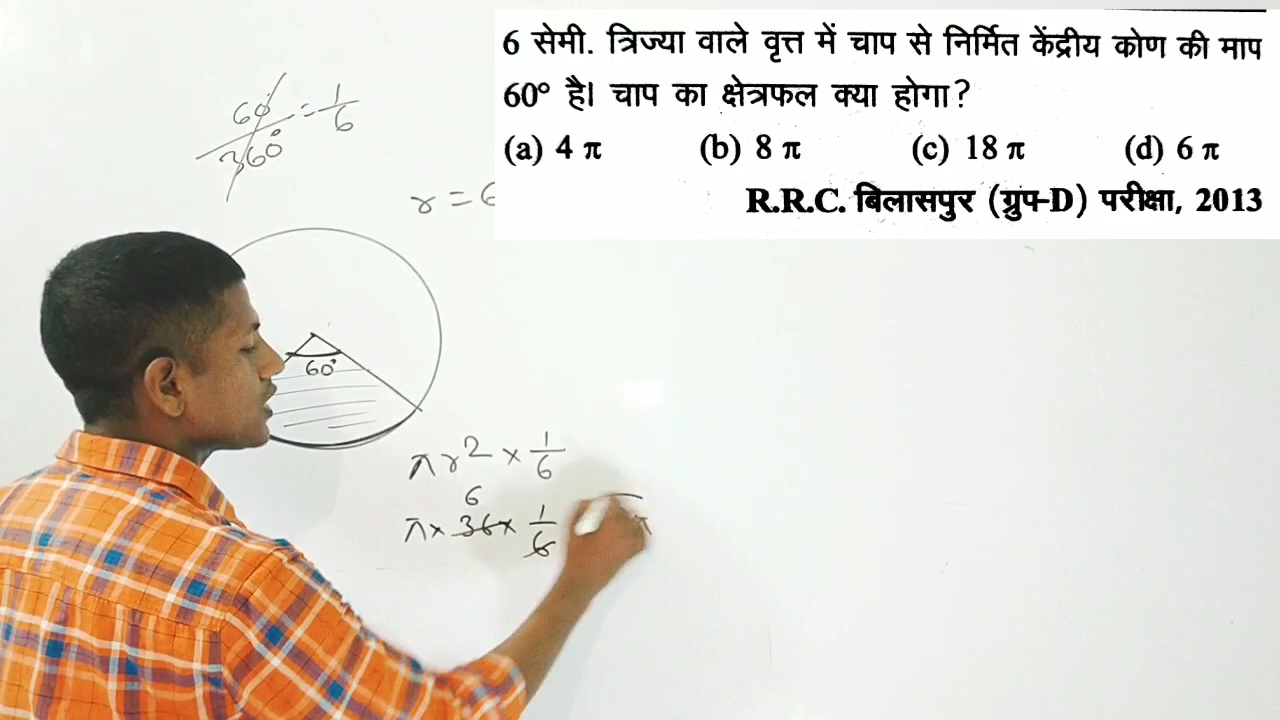 6 सेमी. त्रिज्या वाले वृत्त में चाप से निर्मित केंद्रीय कोण की माप
60° है। चाप का क्षेत्रफल क्या होगा?
(a) 4 π (b) 8 π (c) 18 π (d) 6 π
R.R.C. बिलासपुर (ग्रुप-D) परीक्षा, 2013
60/360° = 1/6
r = 6
60°
πr² × 1/6
6
π × 36 × 1/6
π